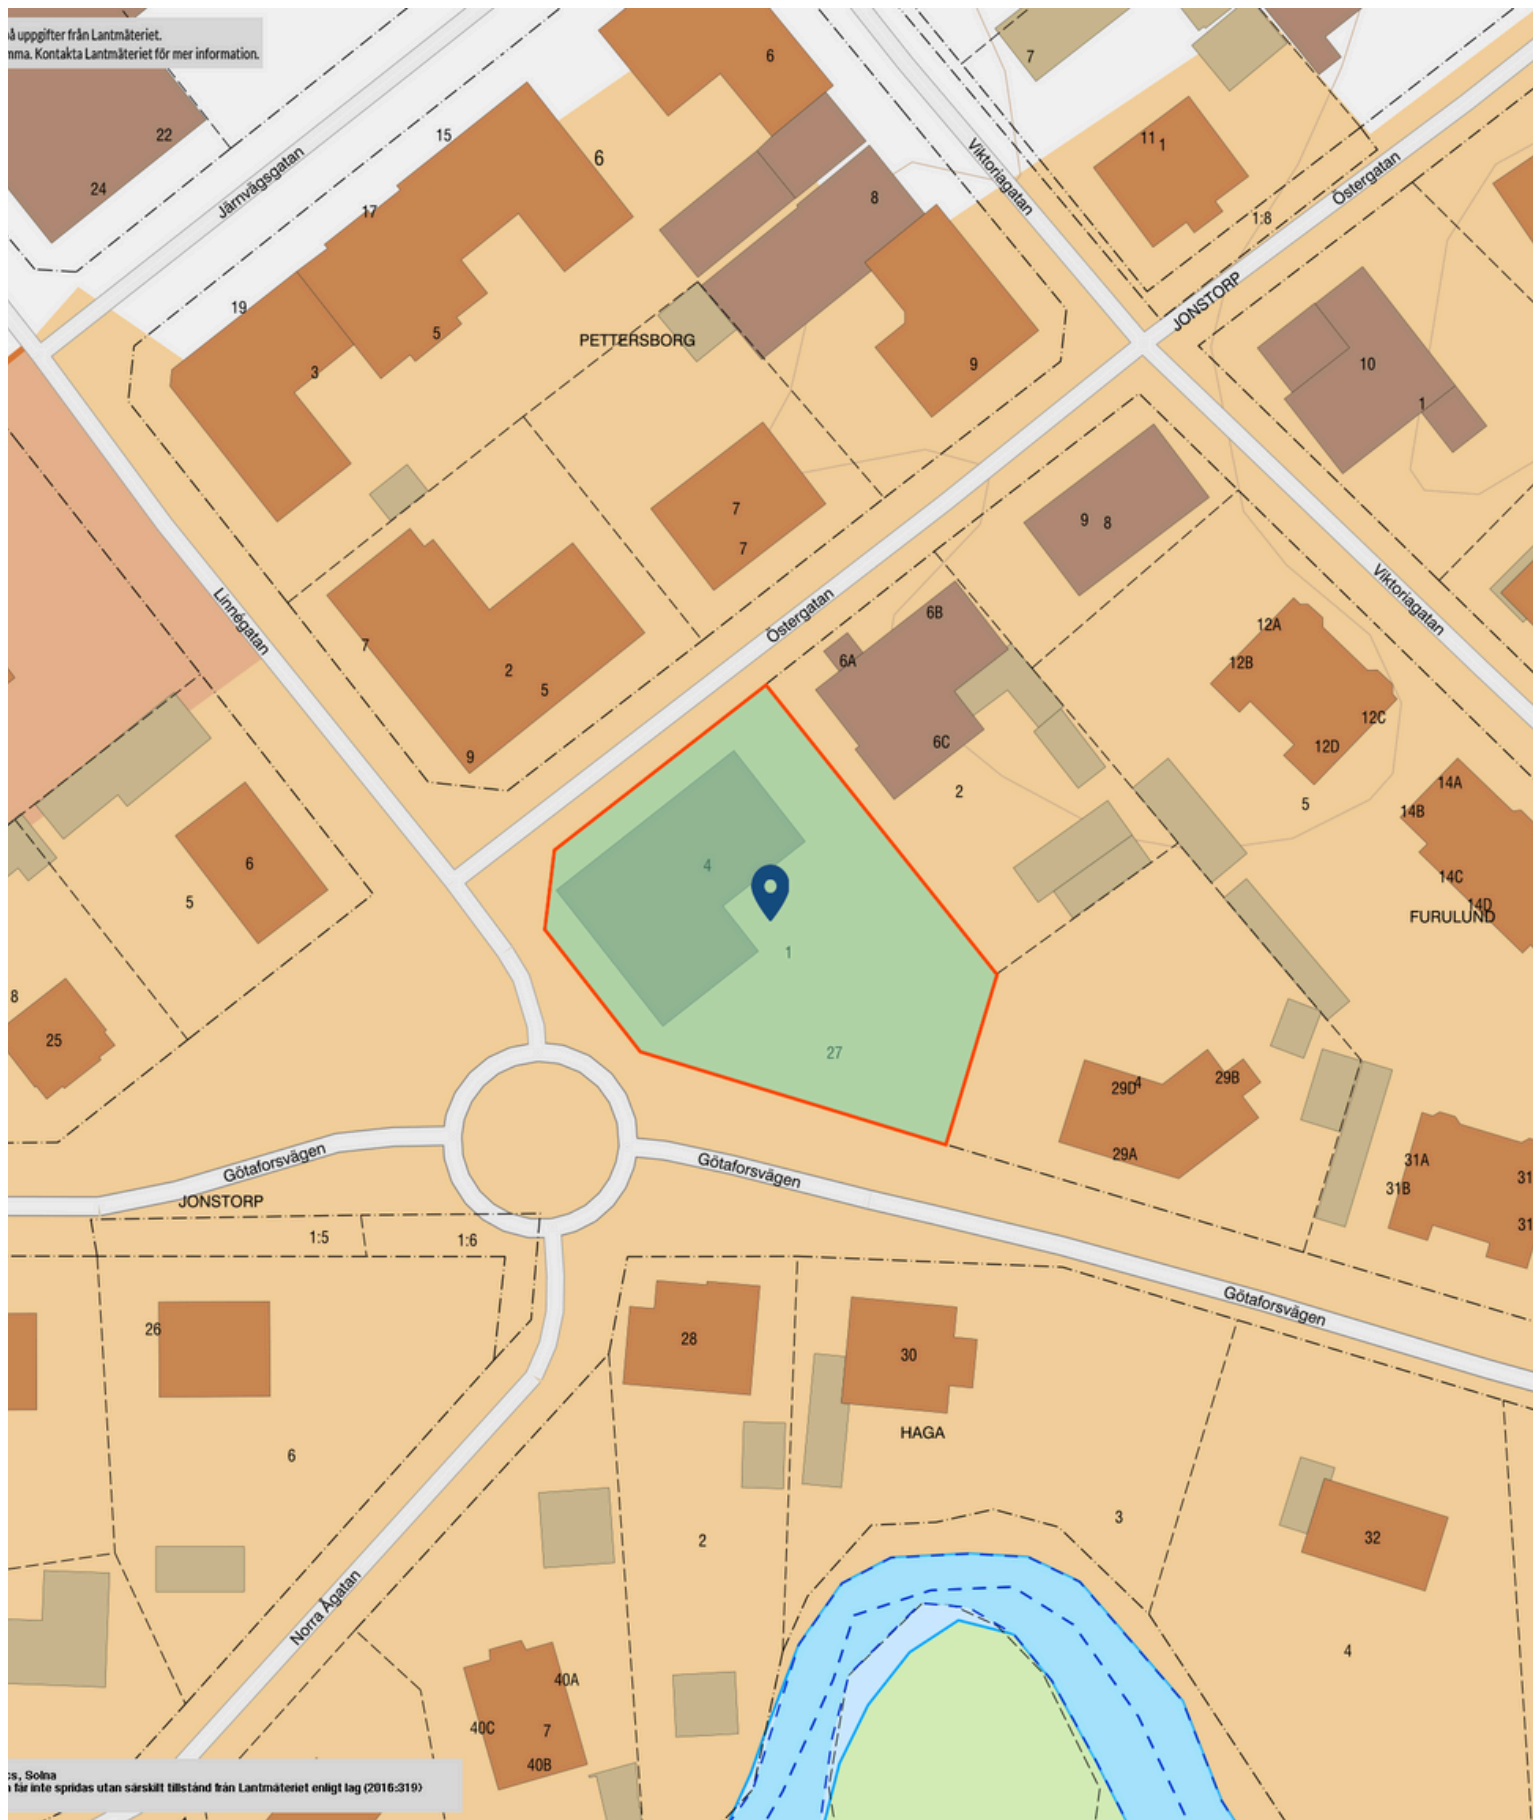 å uppgifter från Lantmäteriet.
mma. Kontakta Lantmäteriet för mer information.
6
7
22
15
24
Järnvägsgatan
6
17
8
Viktoriagatan
11
1
Östergatan
1:8
19
3
5
PETTERSBORG
9
JONSTORP
10
1
7
7
9
8
Linnégatan
7
2
5
9
Östergatan
6B
6A
6C
2
Viktoriagatan
12A
12B
12C
12D
5
14A
14B
14C
14D
FURULUND
6
5
4
1
27
8
25
29D
4
29B
29A
31A
31B
31
31
Götaforsvägen
JONSTORP
Götaforsvägen
1:5
1:6
Götaforsvägen
26
28
30
HAGA
6
2
3
32
Norra Ågatan
4
40A
40C
7
40B
cs, Solna
n får inte spridas utan särskilt tillstånd från Lantmäteriet enligt lag (2016:319)